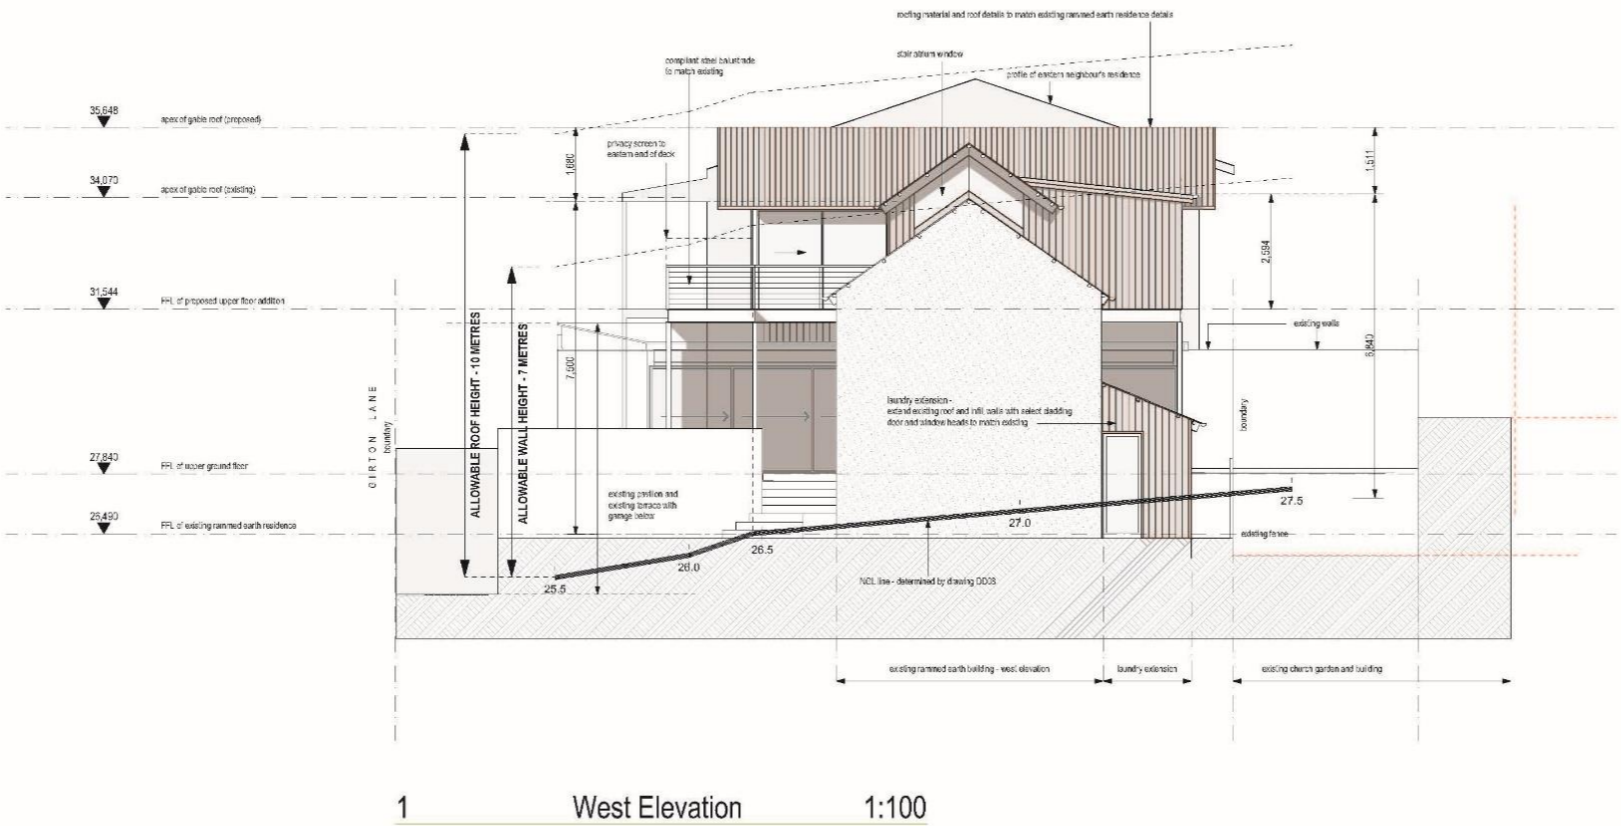 roofing material and roof details to match existing rammed earth residence details
stair atrium window
compliant steel balustrade
to match existing
profile of eastern neighbour's residence
35,648
apex of gable roof (proposed)
privacy screen to
eastern end of deck
1,680
1,511
34,070
apex of gable roof (existing)
2,594
31,544
FFL of proposed upper floor addition
existing walls
ALLOWABLE ROOF HEIGHT - 10 METRES
ALLOWABLE WALL HEIGHT - 7 METRES
7,500
6,840
GIRTON LANE
boundary
laundry extension -
extend existing roof and infill walls with select cladding
door and window heads to match existing
boundary
27,840
FFL of upper ground floor
existing pavilion and
existing terrace with
garage below
27.5
27.0
26,490
FFL of existing rammed earth residence
existing fence
26.5
26.0
25.5
NGL line - determined by drawing DD03
existing rammed earth building - west elevation
laundry extension
existing church garden and building
1 West Elevation 1:100